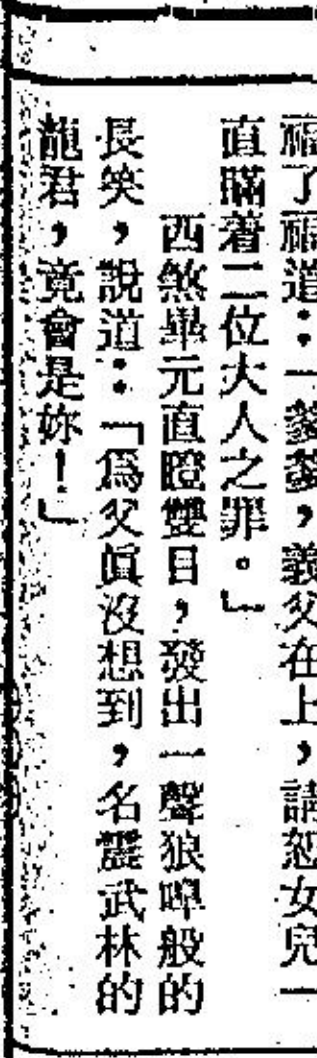 福了福道：「爹爹，義父在上，請恕女兒一
直瞞着二位大人之罪。」
西煞畢元直瞪雙目，發出一聲狼嘷般的
長笑，說道：「爲父眞沒想到，名震武林的
龍君，竟會是妳！」